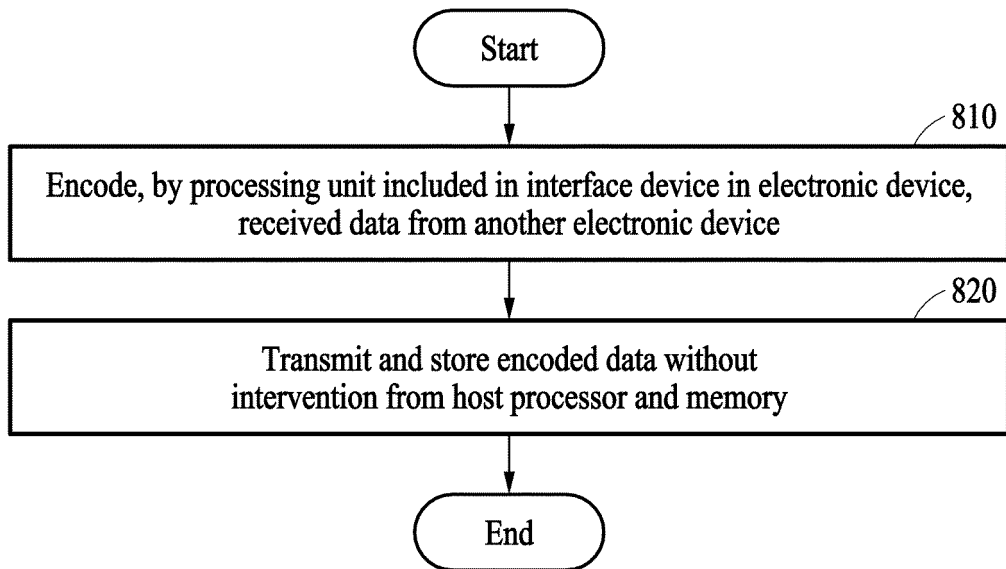 Start
810
Encode, by processing unit included in interface device in electronic device,
received data from another electronic device
820
Transmit and store encoded data without
intervention from host processor and memory
End